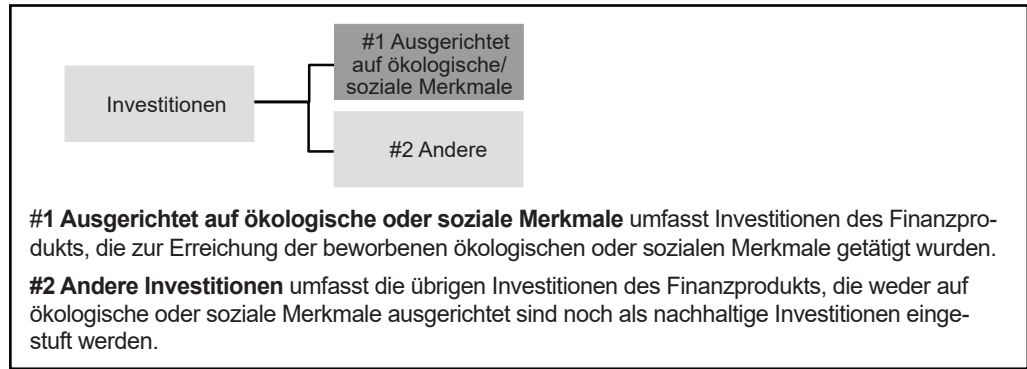 Investitionen
#1 Ausgerichtet
auf ökologische/
soziale Merkmale
#2 Andere
#1 Ausgerichtet auf ökologische oder soziale Merkmale umfasst Investitionen des Finanzpro-
dukts, die zur Erreichung der beworbenen ökologischen oder sozialen Merkmale getätigt wurden.
#2 Andere Investitionen umfasst die übrigen Investitionen des Finanzprodukts, die weder auf
ökologische oder soziale Merkmale ausgerichtet sind noch als nachhaltige Investitionen einge-
stuft werden.